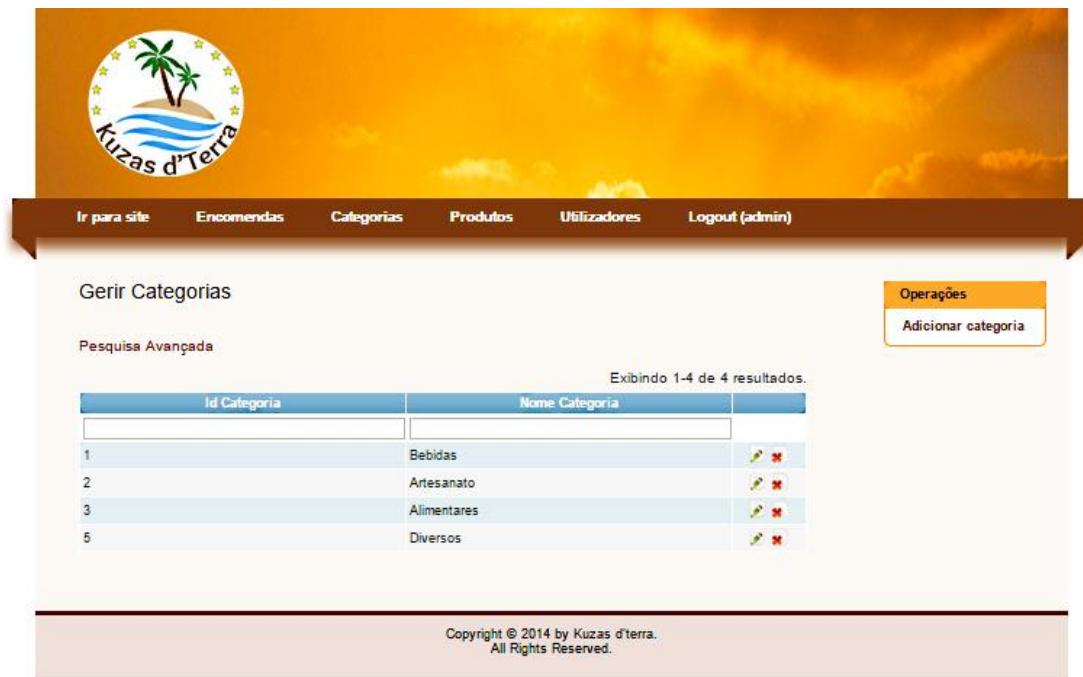 Kuzas d'Terra
Ir para site Encomendas Categorias Produtos Utilizadores Logout (admin)
Gerir Categorias
Operações
Adicionar categoria
Pesquisa Avançada
Exibindo 1-4 de 4 resultados.
Id Categoria Nome Categoria
1 Bebidas
2 Artesanato
3 Alimentares
5 Diversos
Copyright © 2014 by Kuzas d'terra.
All Rights Reserved.